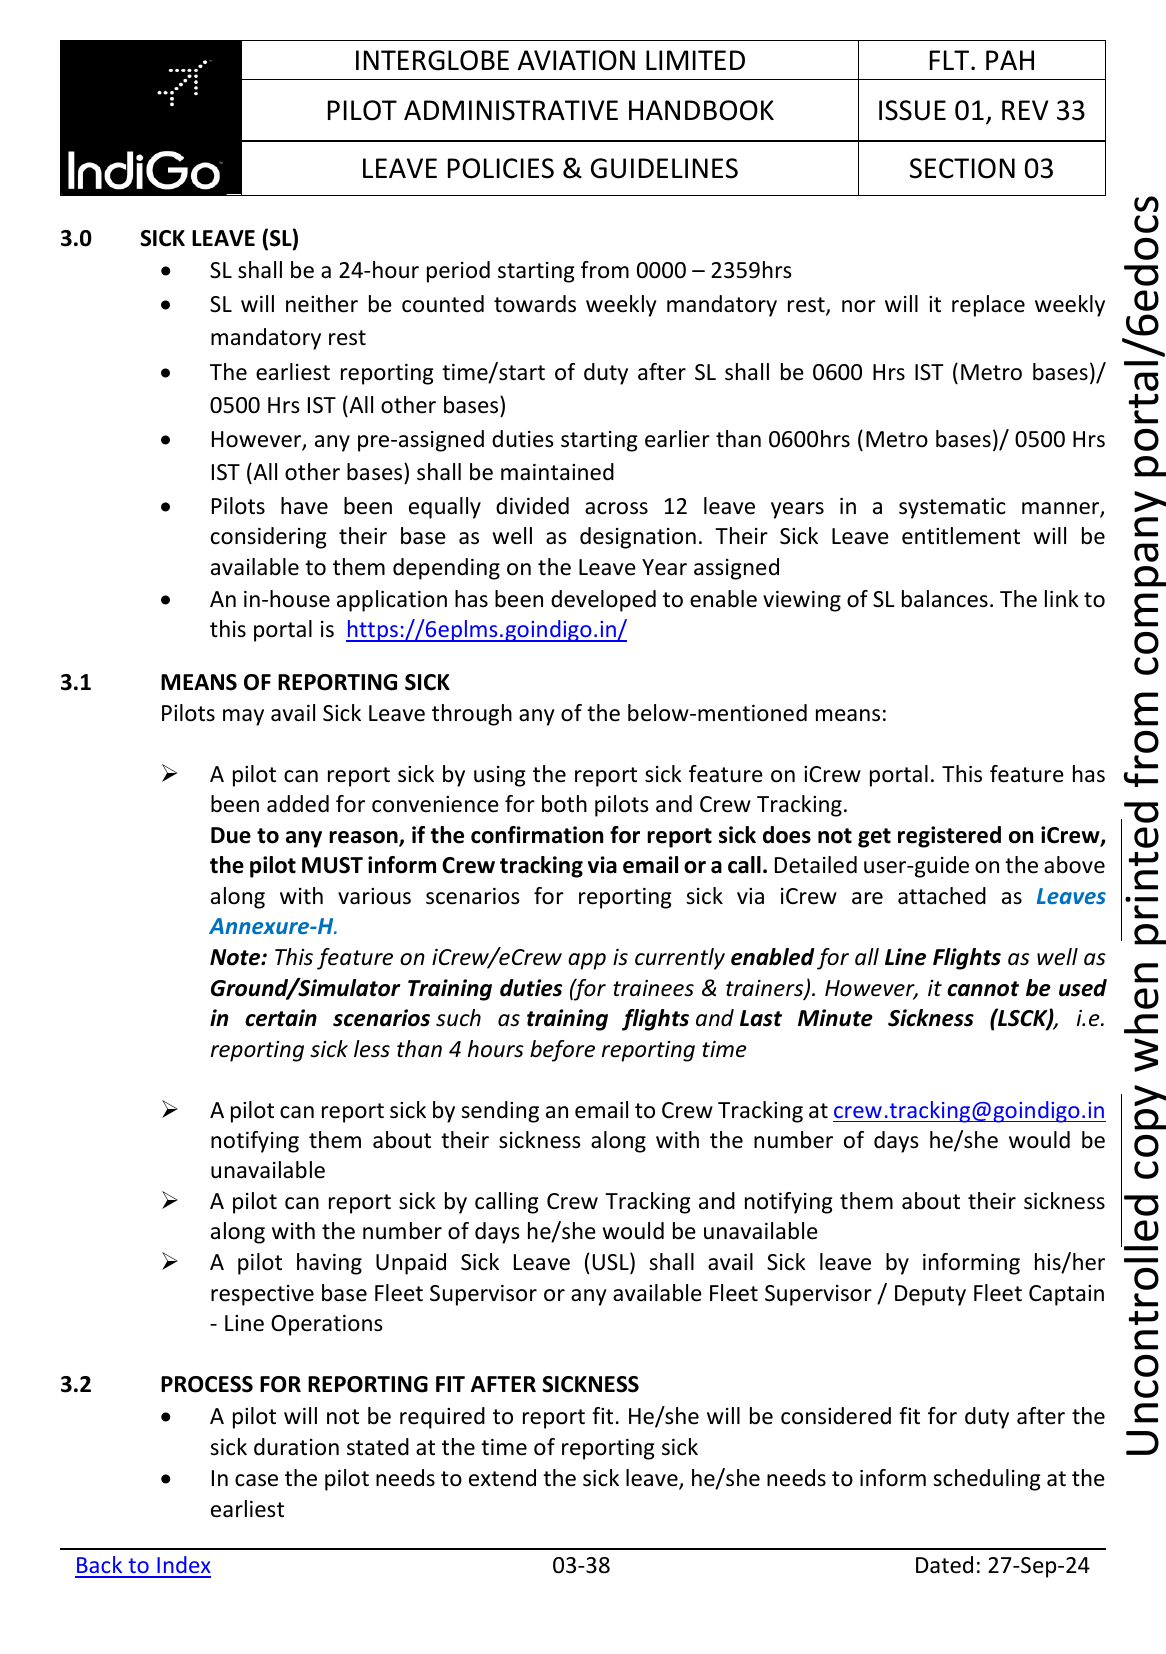 INTERGLOBE AVIATION LIMITED
FLT. PAH
PILOT ADMINISTRATIVE HANDBOOK
ISSUE 01, REV 33
IndiGo
LEAVE POLICIES & GUIDELINES
SECTION 03
3.0 SICK LEAVE (SL)
• SL shall be a 24-hour period starting from 0000 – 2359hrs
• SL will neither be counted towards weekly mandatory rest, nor will it replace weekly
mandatory rest
• The earliest reporting time/start of duty after SL shall be 0600 Hrs IST (Metro bases)/
0500 Hrs IST (All other bases)
• However, any pre-assigned duties starting earlier than 0600hrs (Metro bases)/ 0500 Hrs
IST (All other bases) shall be maintained
• Pilots have been equally divided across 12 leave years in a systematic manner,
considering their base as well as designation. Their Sick Leave entitlement will be
available to them depending on the Leave Year assigned
• An in-house application has been developed to enable viewing of SL balances. The link to
this portal is https://6eplms.goindigo.in/
3.1 MEANS OF REPORTING SICK
Pilots may avail Sick Leave through any of the below-mentioned means:
➢ A pilot can report sick by using the report sick feature on iCrew portal. This feature has
been added for convenience for both pilots and Crew Tracking.
Due to any reason, if the confirmation for report sick does not get registered on iCrew,
the pilot MUST inform Crew tracking via email or a call. Detailed user-guide on the above
along with various scenarios for reporting sick via iCrew are attached as Leaves
Annexure-H.
Note: This feature on iCrew/eCrew app is currently enabled for all Line Flights as well as
Ground/Simulator Training duties (for trainees & trainers). However, it cannot be used
in certain scenarios such as training flights and Last Minute Sickness (LSCK), i.e.
reporting sick less than 4 hours before reporting time
➢ A pilot can report sick by sending an email to Crew Tracking at crew.tracking@goindigo.in
notifying them about their sickness along with the number of days he/she would be
unavailable
➢ A pilot can report sick by calling Crew Tracking and notifying them about their sickness
along with the number of days he/she would be unavailable
➢ A pilot having Unpaid Sick Leave (USL) shall avail Sick leave by informing his/her
respective base Fleet Supervisor or any available Fleet Supervisor / Deputy Fleet Captain
- Line Operations
3.2 PROCESS FOR REPORTING FIT AFTER SICKNESS
• A pilot will not be required to report fit. He/she will be considered fit for duty after the
sick duration stated at the time of reporting sick
• In case the pilot needs to extend the sick leave, he/she needs to inform scheduling at the
earliest
Back to Index
03-38
Dated: 27-Sep-24
Uncontrolled copy when printed from company portal/6edocs